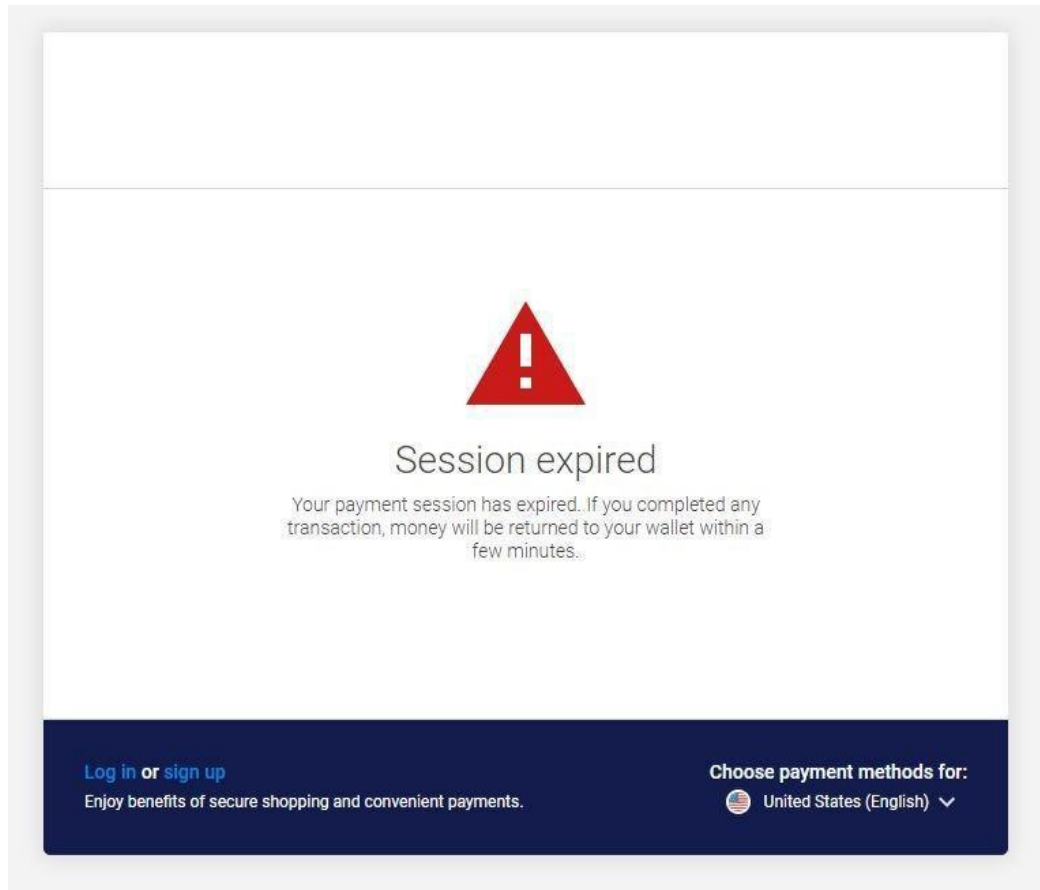 Session expired
Your payment session has expired. If you completed any
transaction, money will be returned to your wallet within a
few minutes.
Log in or sign up
Enjoy benefits of secure shopping and convenient payments.
Choose payment methods for:
United States (English)